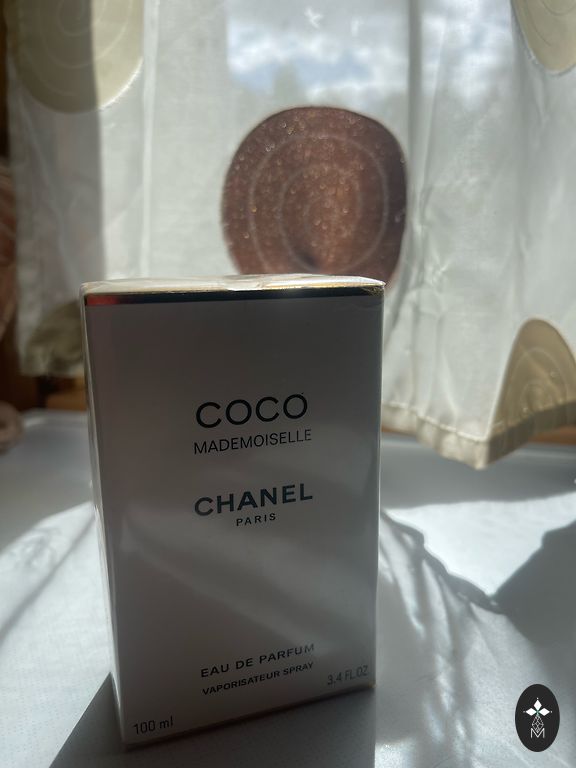 COCO
MADEMOISELLE
CHANEL
PARIS
EAU DE PARFUM
VAPORISATEUR SPRAY
100 ml
3.4 FL.OZ.
M